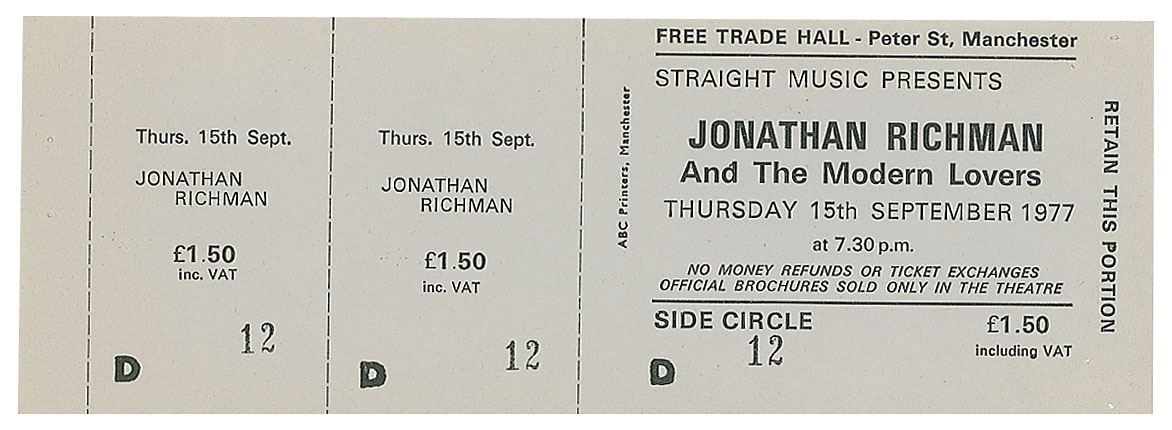 Thurs. 15th Sept.
JONATHAN
RICHMAN
£1.50
inc. VAT
12
D
Thurs. 15th Sept.
JONATHAN
RICHMAN
£1.50
inc. VAT
12
D
ABC Printers, Manchester
FREE TRADE HALL - Peter St, Manchester
STRAIGHT MUSIC PRESENTS
JONATHAN RICHMAN
And The Modern Lovers
THURSDAY 15th SEPTEMBER 1977
at 7.30 p.m.
NO MONEY REFUNDS OR TICKET EXCHANGES
OFFICIAL BROCHURES SOLD ONLY IN THE THEATRE
SIDE CIRCLE £1.50
12 including VAT
D
RETAIN THIS PORTION